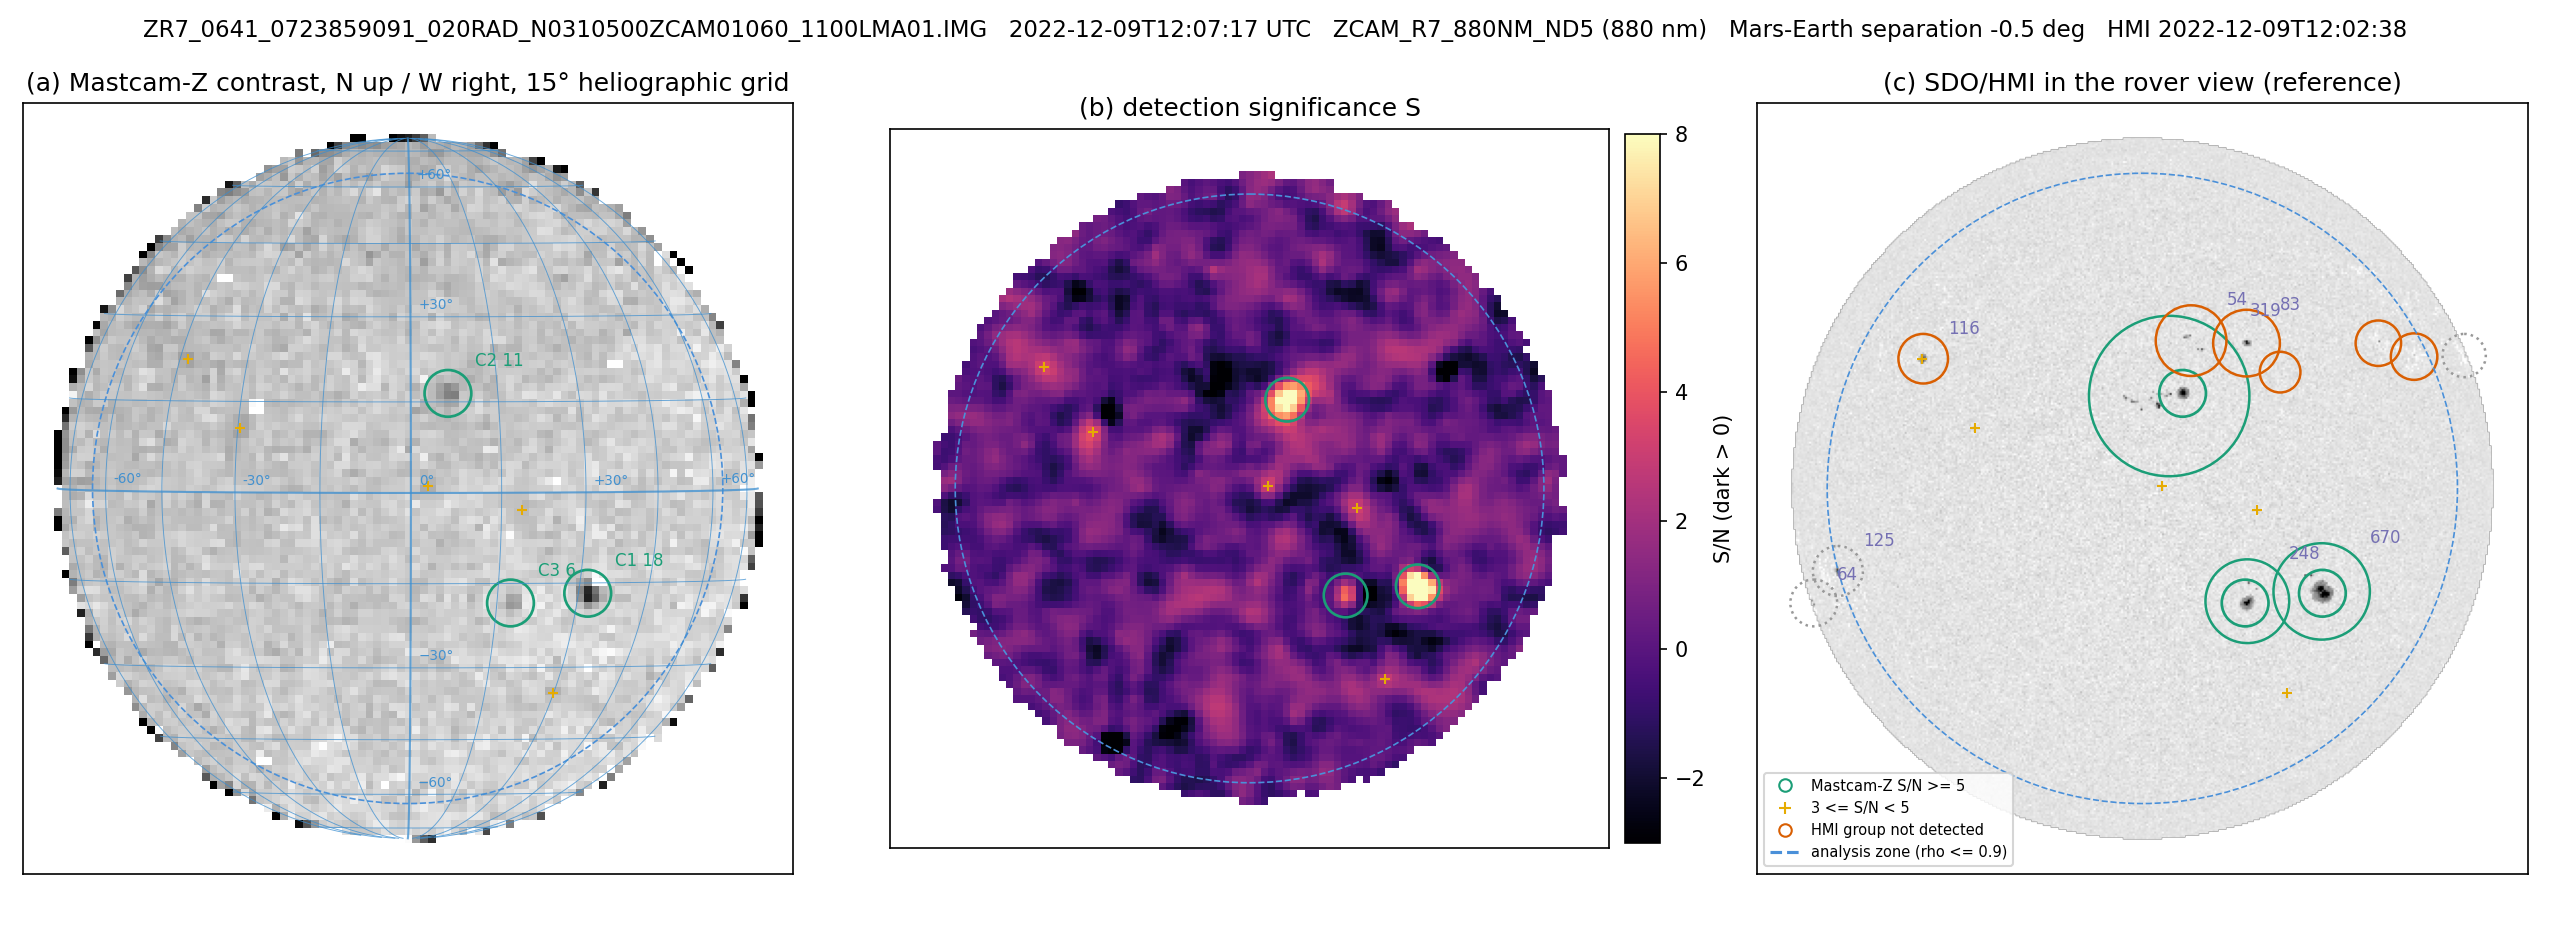 ZR7_0641_0723859091_020RAD_N0310500ZCAM01060_1100LMA01.IMG 2022-12-09T12:07:17 UTC ZCAM_R7_880NM_ND5 (880 nm) Mars-Earth separation -0.5 deg HMI 2022-12-09T12:02:38
(a) Mastcam-Z contrast, N up / W right, 15° heliographic grid
+60°
+30°
C2 11
-60°
-30°
0°
+30°
+60°
C3 6
C1 18
−30°
−60°
(b) detection significance S
8
6
4
2
0
−2
S/N (dark > 0)
(c) SDO/HMI in the rover view (reference)
54
319
83
116
125
64
248
670
Mastcam-Z S/N >= 5
3 <= S/N < 5
HMI group not detected
analysis zone (rho <= 0.9)